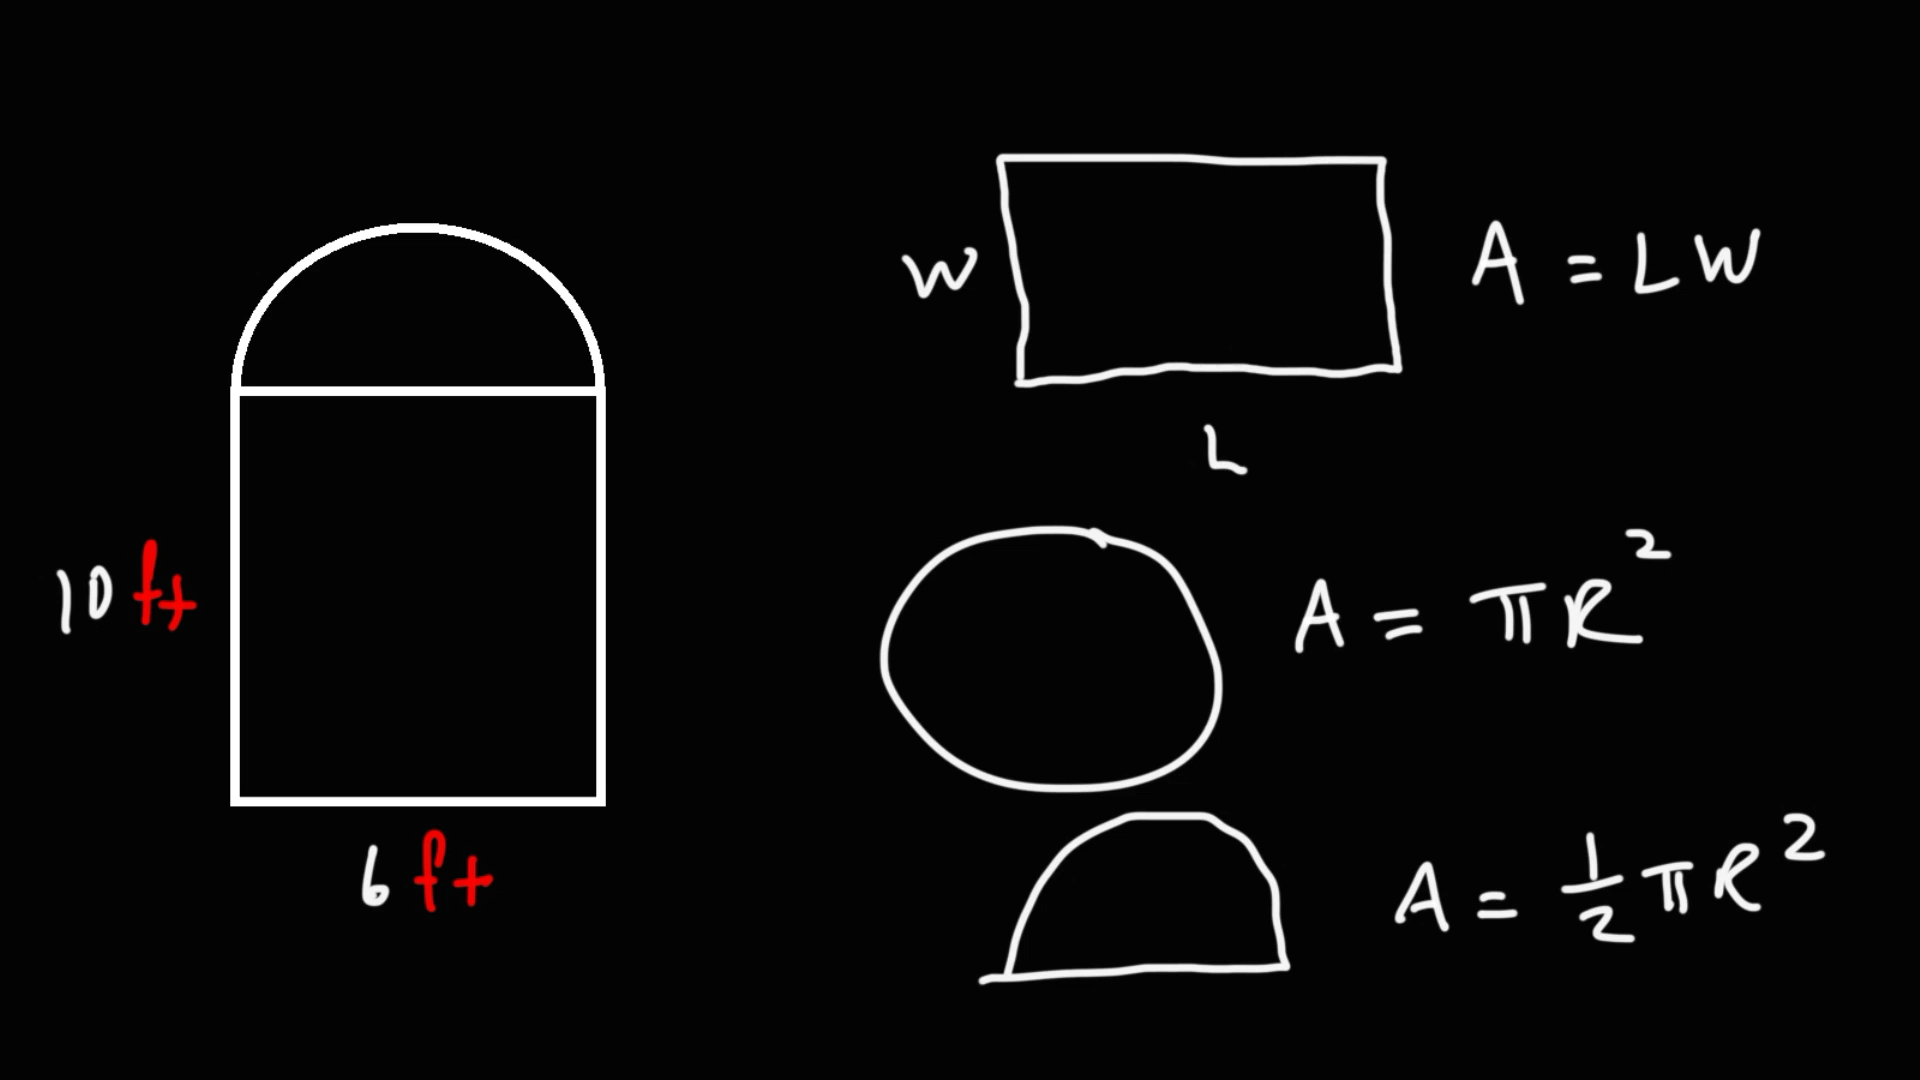 W
A = LW
L
10 ft
A = πR²
6 ft
A = ½πR²